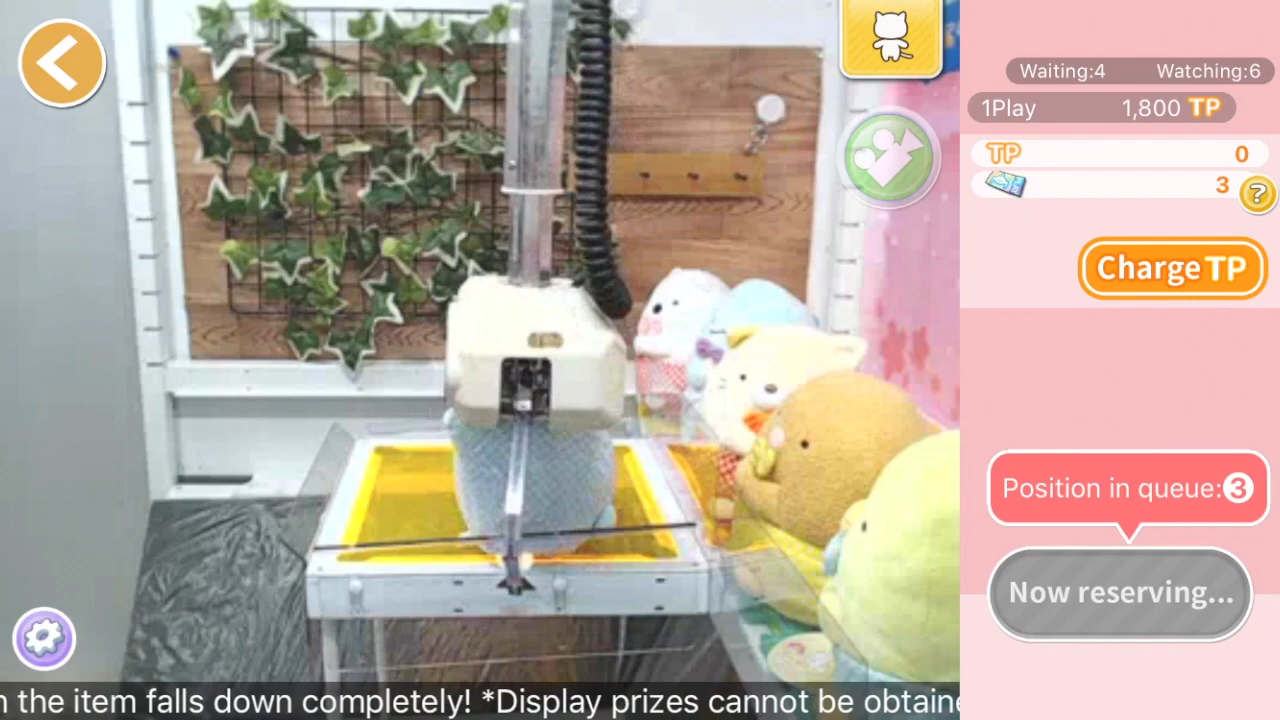 Waiting:4 Watching:6
1Play 1,800 TP
TP 0
3
?
Charge TP
Position in queue:3
Now reserving...
n the item falls down completely! *Display prizes cannot be obtaine